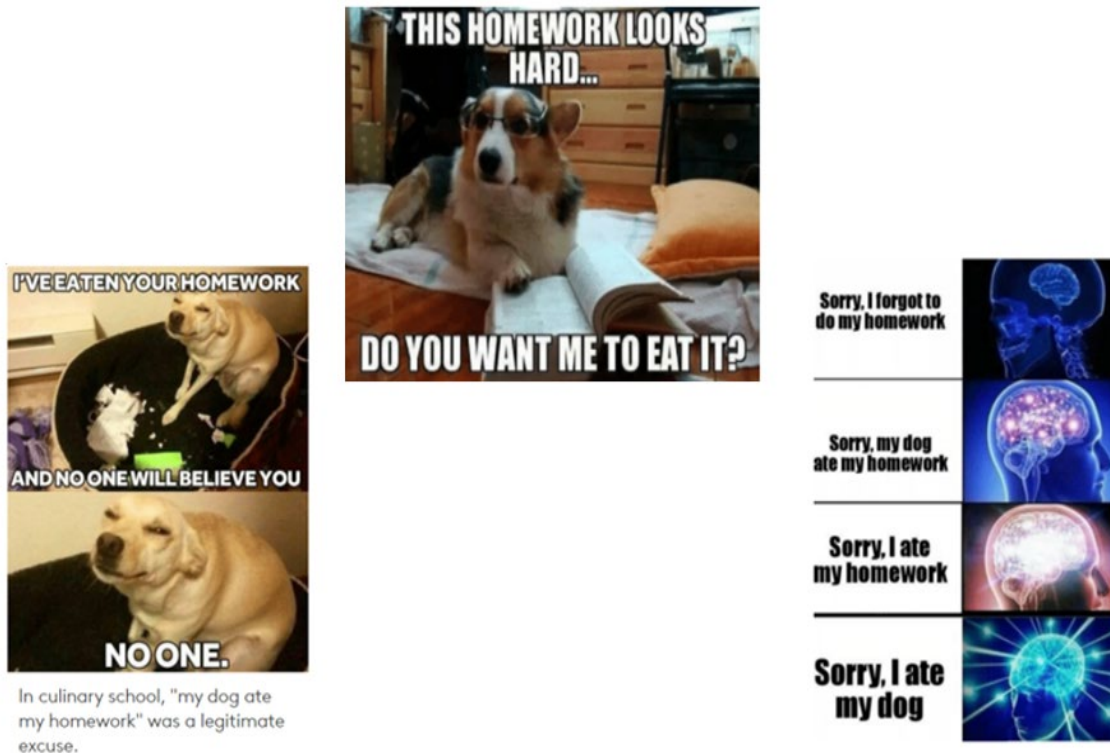 THIS HOMEWORK LOOKS
HARD...
DO YOU WANT ME TO EAT IT?
I'VE EATEN YOUR HOMEWORK
AND NO ONE WILL BELIEVE YOU
NO ONE.
In culinary school, "my dog ate
my homework" was a legitimate
excuse.
Sorry, I forgot to
do my homework
Sorry, my dog
ate my homework
Sorry, I ate
my homework
Sorry, I ate
my dog